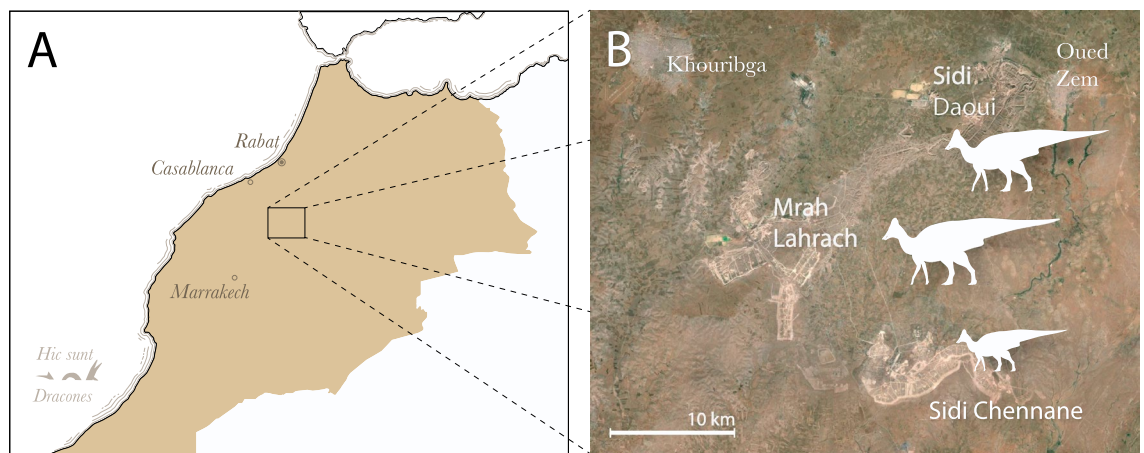 A
Rabat
Casablanca
Marrakech
Hic sunt
Dracones
B
Khouribga
Oued
Zem
Sidi
Daoui
Mrah
Lahrach
Sidi Chennane
10 km